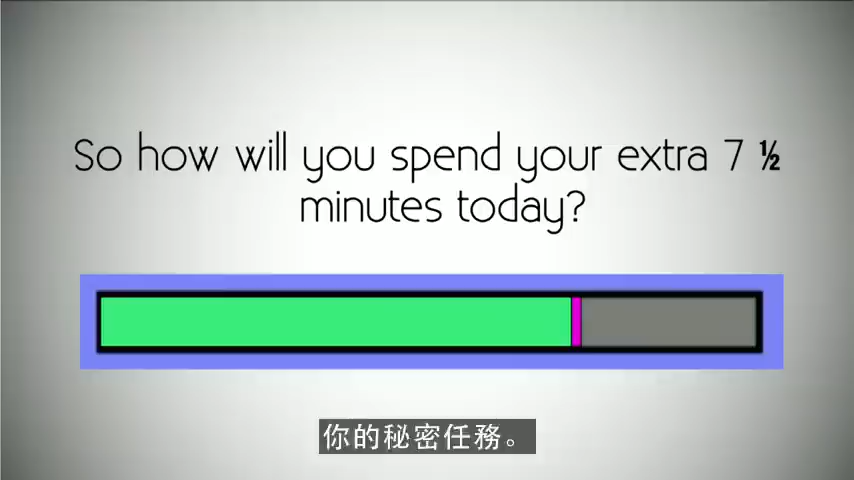 So how will you spend your extra 7 ½
minutes today?
你的秘密任務。